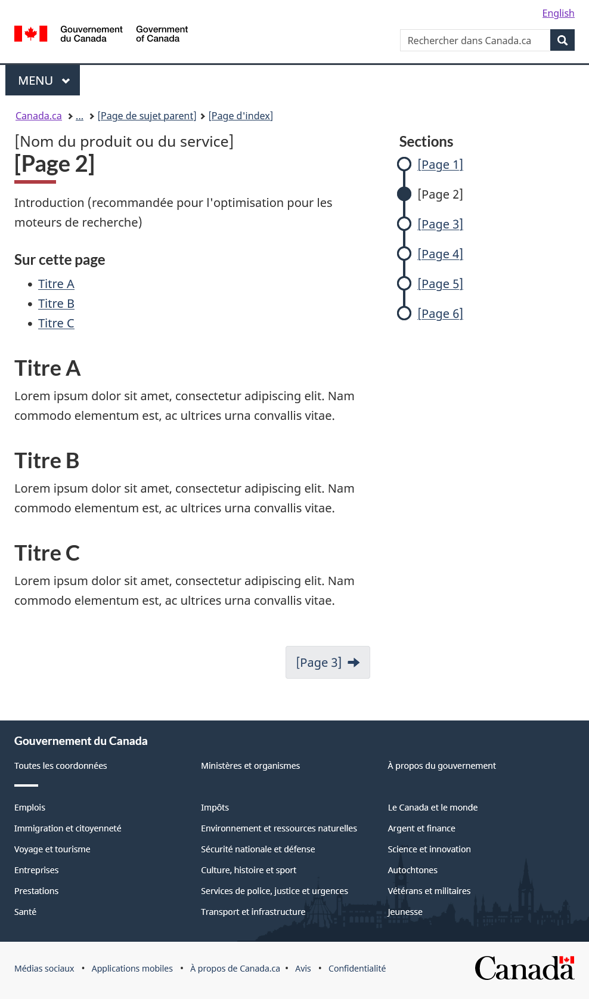 English
Gouvernement
du Canada
Government
of Canada
Rechercher dans Canada.ca
MENU
Canada.ca ... [Page de sujet parent] [Page d'index]
[Nom du produit ou du service]
[Page 2]
Introduction (recommandée pour l'optimisation pour les
moteurs de recherche)
Sur cette page
• Titre A
• Titre B
• Titre C
Titre A
Lorem ipsum dolor sit amet, consectetur adipiscing elit. Nam
commodo elementum est, ac ultrices urna convallis vitae.
Titre B
Lorem ipsum dolor sit amet, consectetur adipiscing elit. Nam
commodo elementum est, ac ultrices urna convallis vitae.
Titre C
Lorem ipsum dolor sit amet, consectetur adipiscing elit. Nam
commodo elementum est, ac ultrices urna convallis vitae.
[Page 3]
Sections
[Page 1]
[Page 2]
[Page 3]
[Page 4]
[Page 5]
[Page 6]
Gouvernement du Canada
Toutes les coordonnées
Ministères et organismes
À propos du gouvernement
Emplois
Impôts
Le Canada et le monde
Immigration et citoyenneté
Environnement et ressources naturelles
Argent et finance
Voyage et tourisme
Sécurité nationale et défense
Science et innovation
Entreprises
Culture, histoire et sport
Autochtones
Prestations
Services de police, justice et urgences
Vétérans et militaires
Santé
Transport et infrastructure
Jeunesse
Médias sociaux • Applications mobiles • À propos de Canada.ca • Avis • Confidentialité
Canada